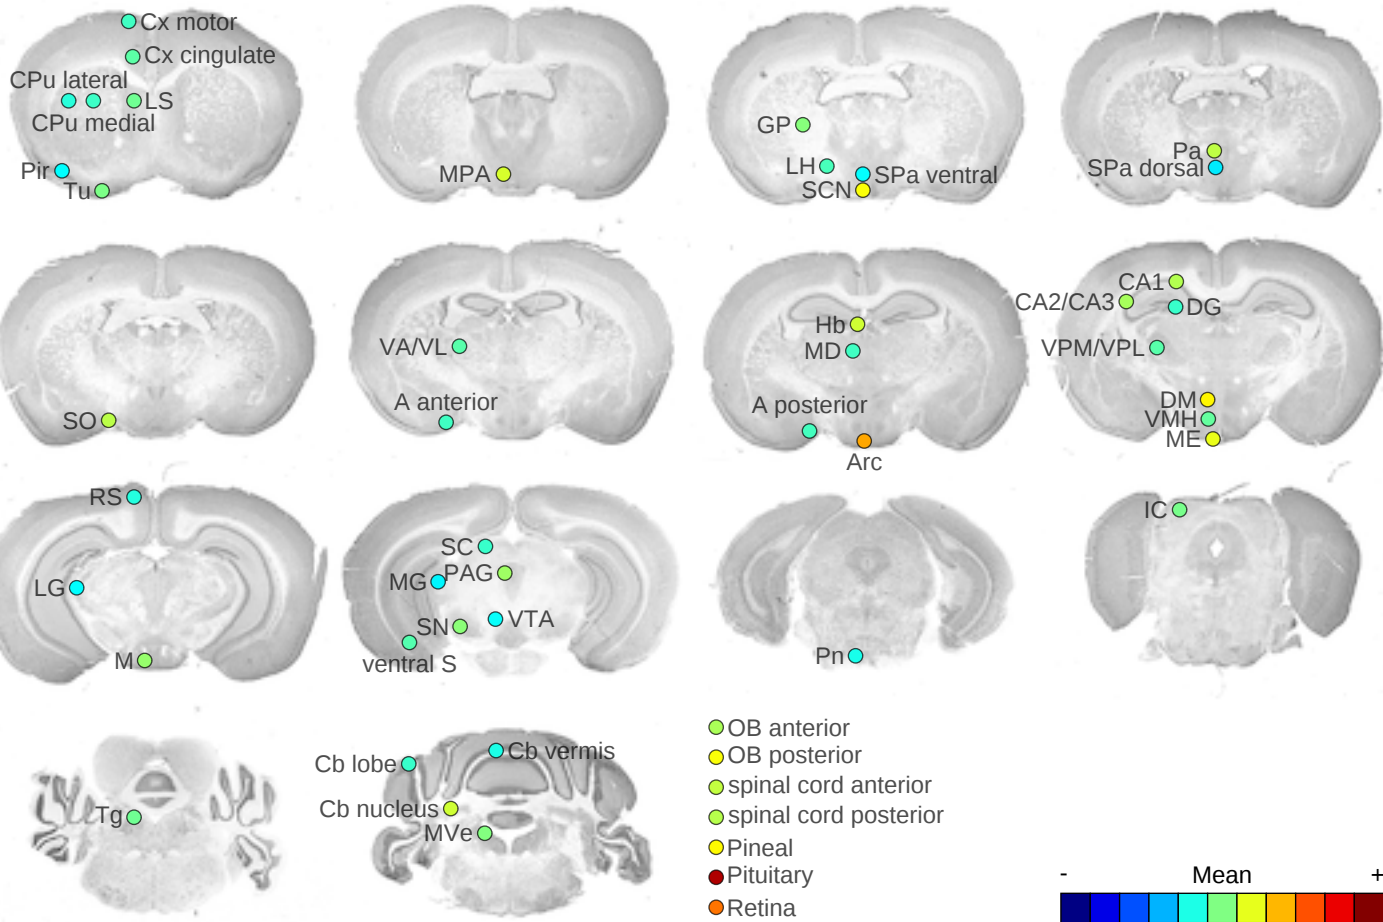 Cx motor
Cx cingulate
CPu lateral
LS
CPu medial
Pir
Tu
MPA
GP
LH
SPa ventral
SCN
Pa
SPa dorsal
SO
VA/VL
A anterior
Hb
MD
A posterior
Arc
CA1
CA2/CA3
DG
VPM/VPL
DM
VMH
ME
RS
LG
M
SC
MG
PAG
SN
VTA
ventral S
Pn
IC
Tg
Cb lobe
Cb vermis
Cb nucleus
MVe
OB anterior
OB posterior
spinal cord anterior
spinal cord posterior
Pineal
Pituitary
Retina
- Mean +